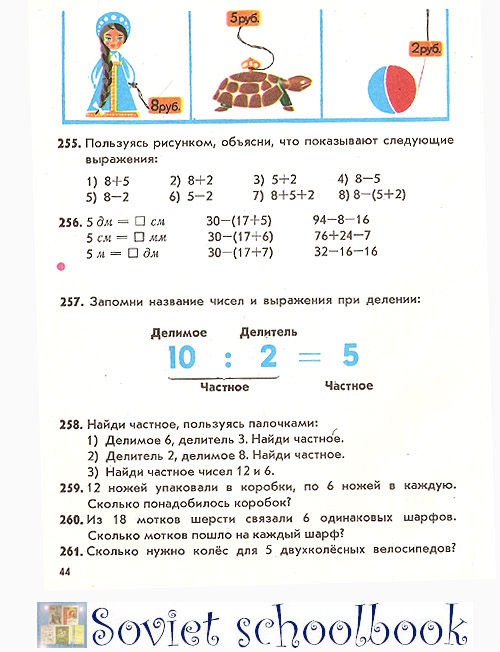 5руб.
8руб.
2руб.
255. Пользуясь рисунком, объясни, что показывают следующие
выражения:
1) 8+5 2) 8+2 3) 5+2 4) 8−5
5) 8−2 6) 5−2 7) 8+5+2 8) 8−(5+2)
256. 5 дм = □ см 30−(17+5) 94−8−16
5 см = □ мм 30−(17+6) 76+24−7
5 м = □ дм 30−(17+7) 32−16−16
257. Запомни название чисел и выражения при делении:
Делимое Делитель
10 : 2 = 5
Частное Частное
258. Найди частное, пользуясь палочками:
1) Делимое 6, делитель 3. Найди частное.
2) Делитель 2, делимое 8. Найди частное.
3) Найди частное чисел 12 и 6.
259. 12 ножей упаковали в коробки, по 6 ножей в каждую.
Сколько понадобилось коробок?
260. Из 18 мотков шерсти связали 6 одинаковых шарфов.
Сколько мотков пошло на каждый шарф?
261. Сколько нужно колёс для 5 двухколёсных велосипедов?
44
Soviet schoolbook